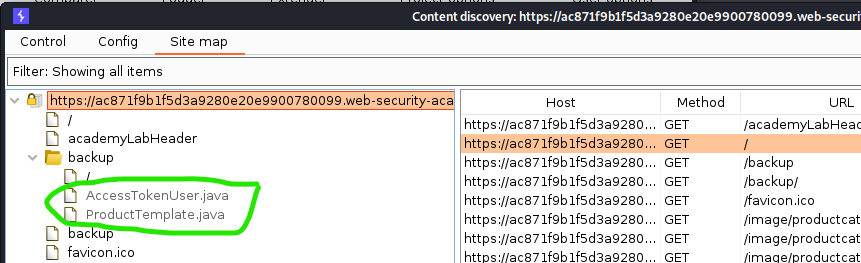 Content discovery: https://ac871f9b1f5d3a9280e20e9900780099.web-securi
Control Config Site map
Filter: Showing all items
https://ac871f9b1f5d3a9280e20e9900780099.web-security-aca
/
academyLabHeader
backup
/
AccessTokenUser.java
ProductTemplate.java
backup
favicon.ico
Host Method URL
https://ac871f9b1f5d3a9280... GET /academyLabHea
https://ac871f9b1f5d3a9280... GET /
https://ac871f9b1f5d3a9280... GET /backup
https://ac871f9b1f5d3a9280... GET /backup/
https://ac871f9b1f5d3a9280... GET /favicon.ico
https://ac871f9b1f5d3a9280... GET /image/productcat
https://ac871f9b1f5d3a9280... GET /image/productcat
https://ac871f9b1f5d3a9280... GET /image/productcat